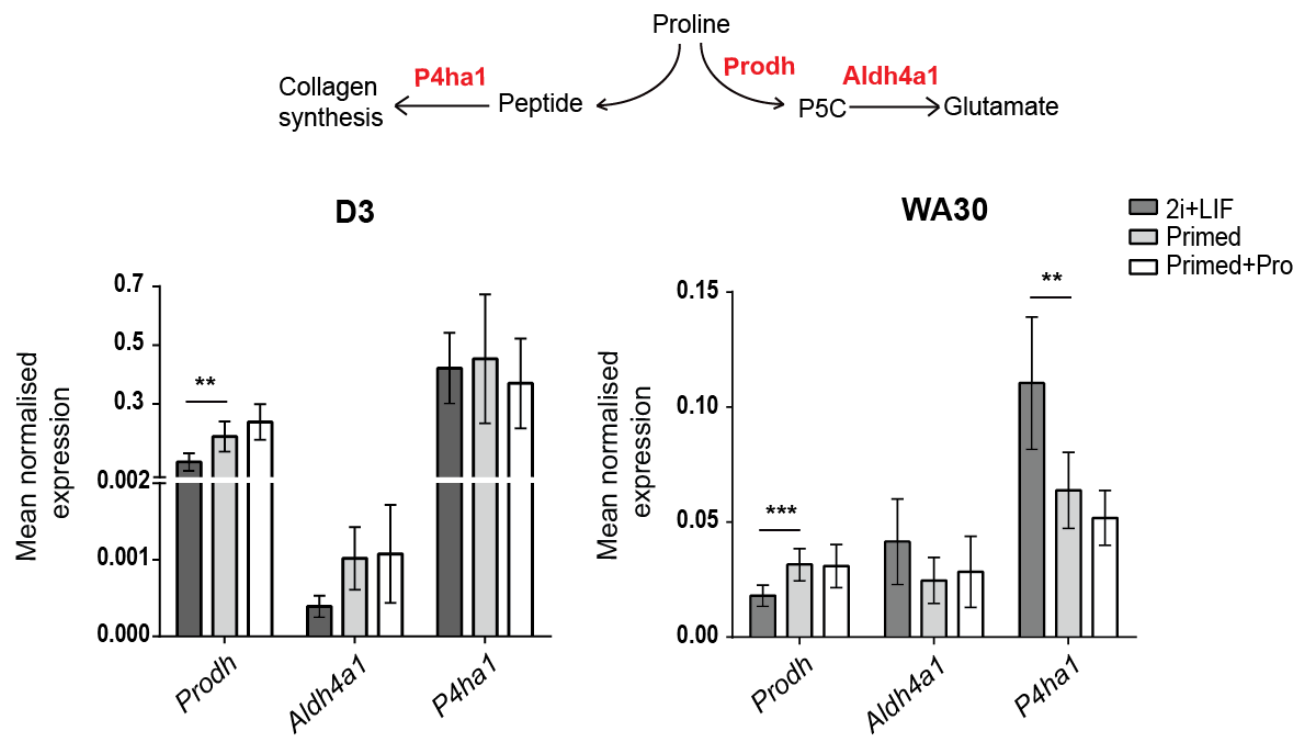 Proline
P4ha1
Prodh
Aldh4a1
Collagen
synthesis
Peptide
P5C
Glutamate
D3
WA30
2i+LIF
Primed
Primed+Pro
Mean normalised
expression
0.7
0.5
0.3
0.002
0.002
0.001
0.000
**
Prodh
Aldh4a1
P4ha1
Mean normalised
expression
0.15
0.10
0.05
0.00
***
**
Prodh
Aldh4a1
P4ha1